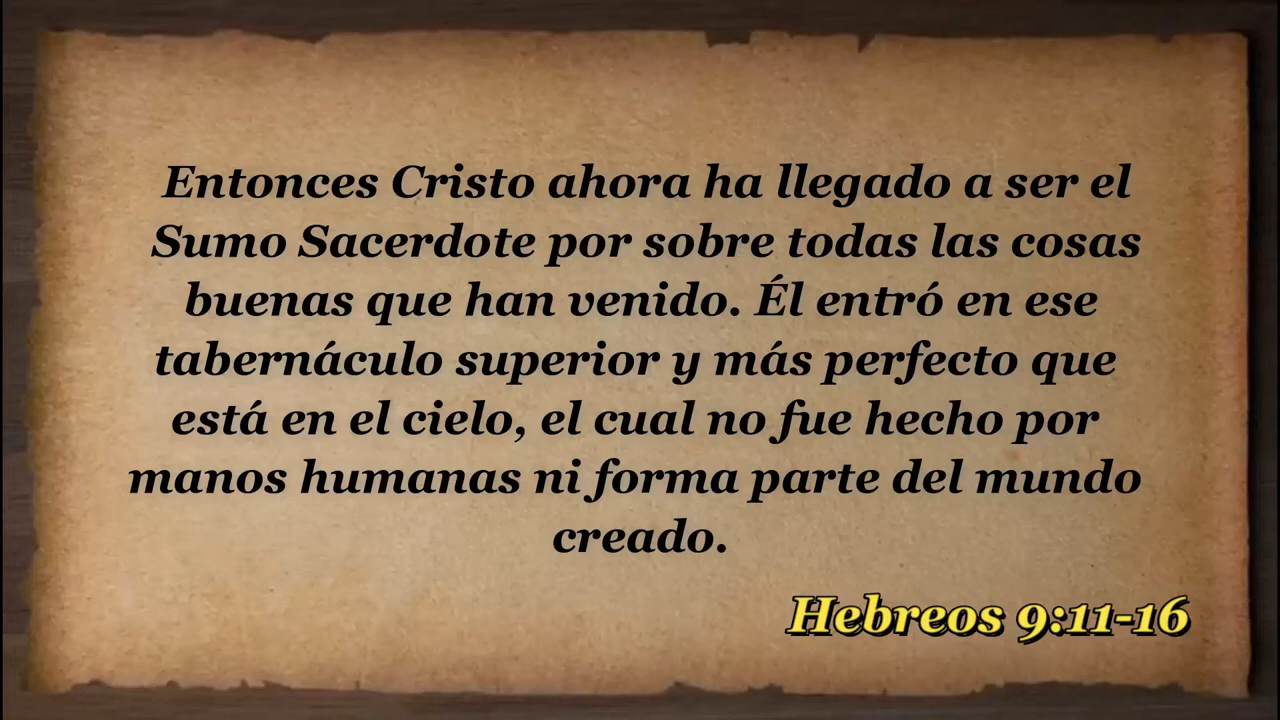 Entonces Cristo ahora ha llegado a ser el
Sumo Sacerdote por sobre todas las cosas
buenas que han venido. Él entró en ese
tabernáculo superior y más perfecto que
está en el cielo, el cual no fue hecho por
manos humanas ni forma parte del mundo
creado.
Hebreos 9:11-16